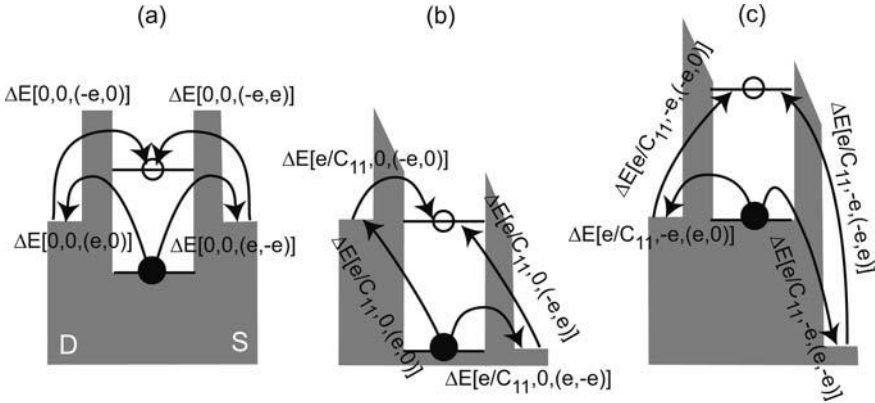 (a)
(b)
(c)
ΔE[0,0,(-e,0)]
ΔE[0,0,(-e,e)]
ΔE[0,0,(e,0)]
ΔE[0,0,(e,-e)]
D
S
ΔE[e/C11,0,(-e,0)]
ΔE[e/C11,0,(e,0)]
ΔE[e/C11,0,(-e,e)]
ΔE[e/C11,0,(e,-e)]
ΔE[e/C11,-e,(-e,0)]
ΔE[e/C11,-e,(e,0)]
ΔE[e/C11,-e,(e,-e)]
ΔE[e/C11,-e,(-e,e)]